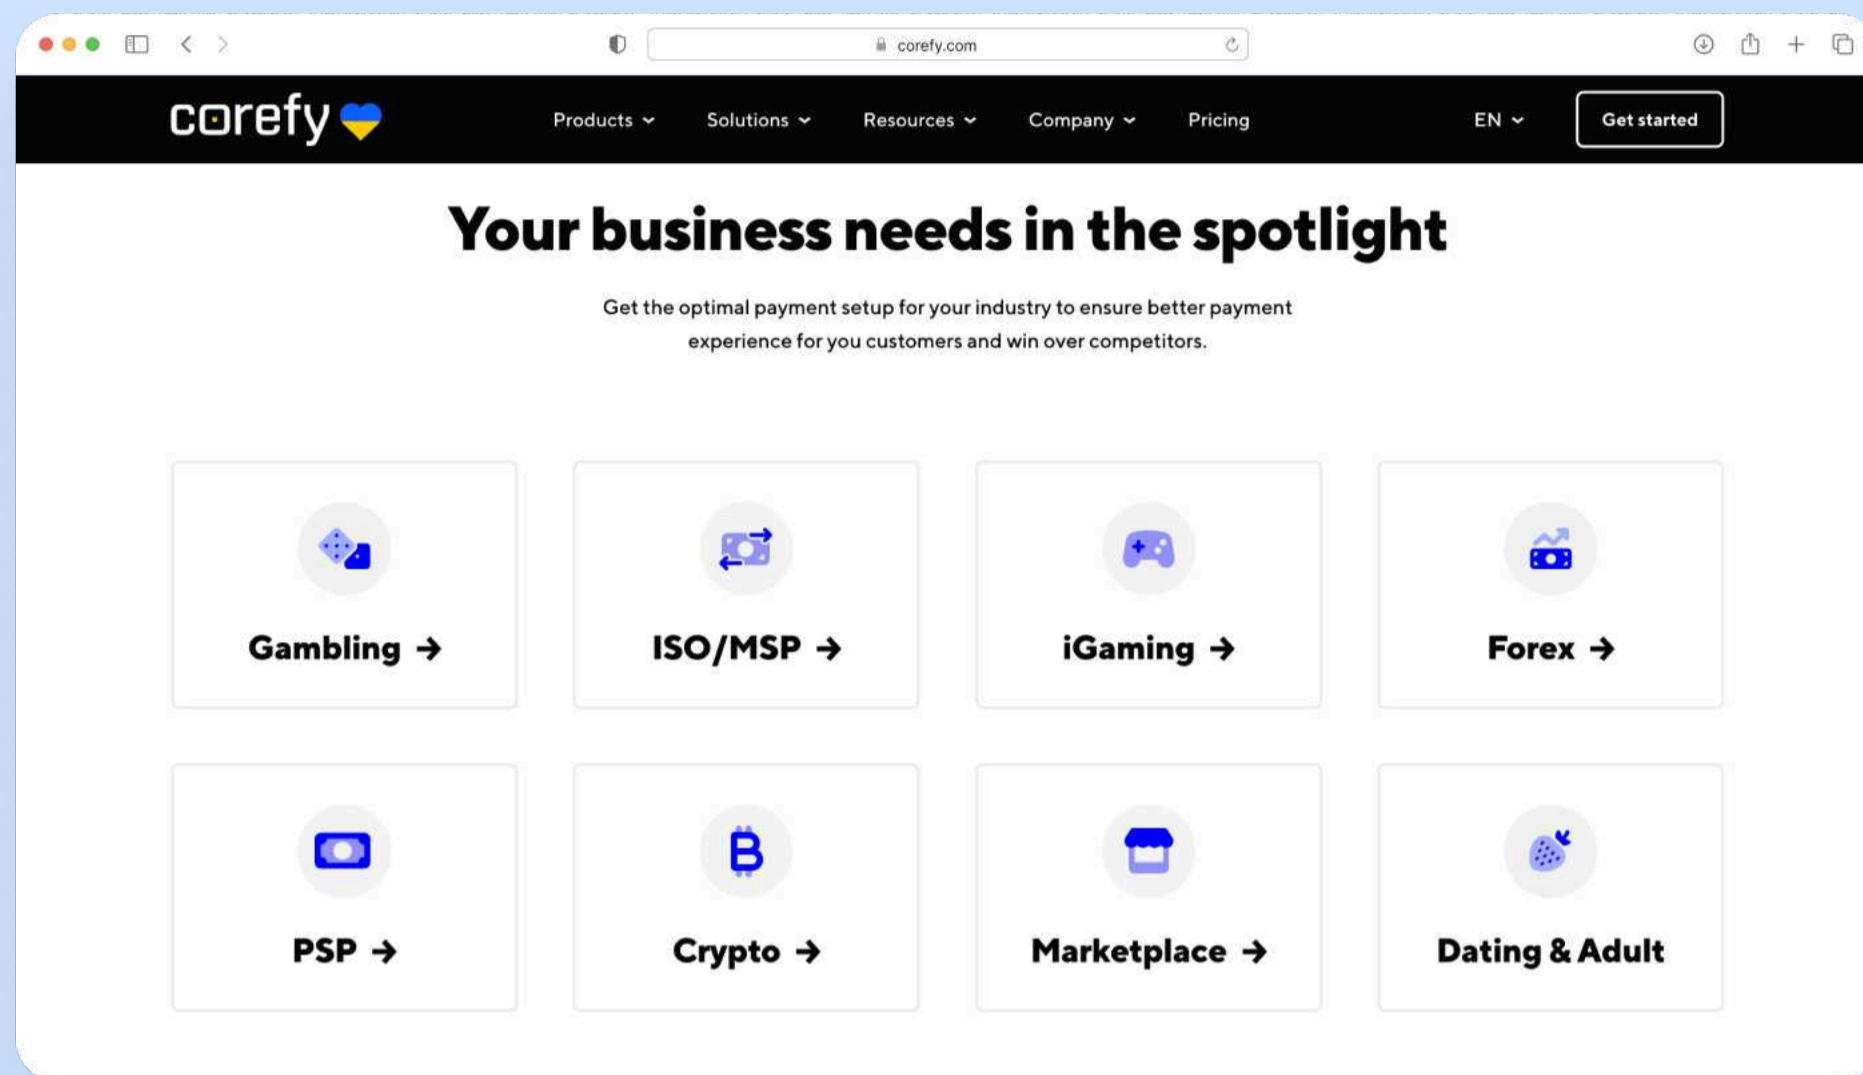 corefy.com
corefy
Products
Solutions
Resources
Company
Pricing
EN
Get started
Your business needs in the spotlight
Get the optimal payment setup for your industry to ensure better payment
experience for you customers and win over competitors.
Gambling →
ISO/MSP →
iGaming →
Forex →
PSP →
Crypto →
Marketplace →
Dating & Adult